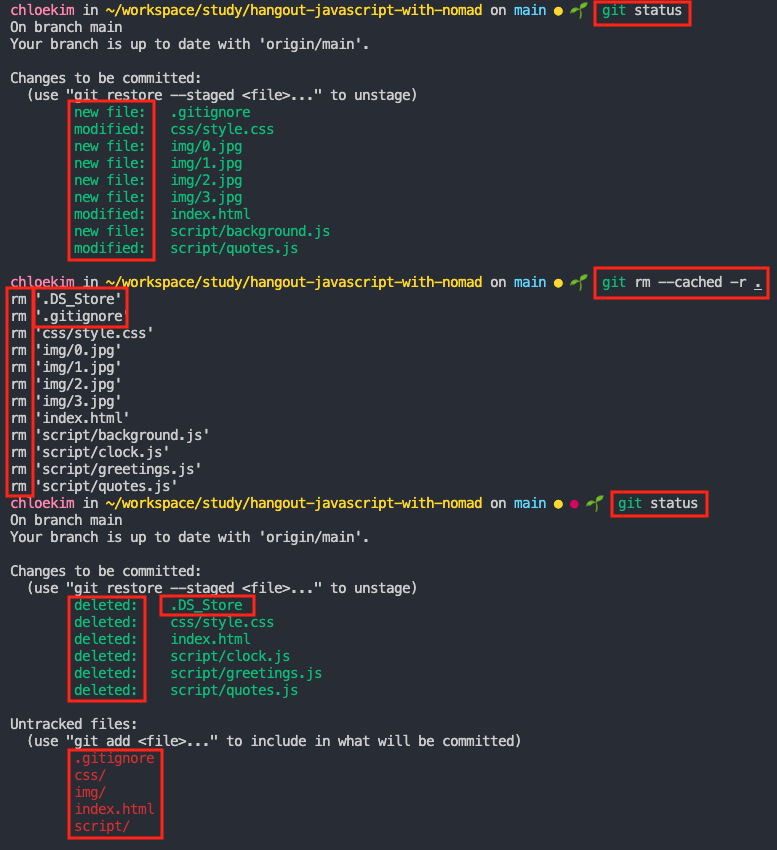 chloekim in ~/workspace/study/hangout-javascript-with-nomad on main git status
On branch main
Your branch is up to date with 'origin/main'.
Changes to be committed:
(use "git restore --staged <file>..." to unstage)
new file: .gitignore
modified: css/style.css
new file: img/0.jpg
new file: img/1.jpg
new file: img/2.jpg
new file: img/3.jpg
modified: index.html
new file: script/background.js
modified: script/quotes.js
chloekim in ~/workspace/study/hangout-javascript-with-nomad on main git rm --cached -r .
rm '.DS_Store'
rm '.gitignore'
rm 'css/style.css'
rm 'img/0.jpg'
rm 'img/1.jpg'
rm 'img/2.jpg'
rm 'img/3.jpg'
rm 'index.html'
rm 'script/background.js'
rm 'script/clock.js'
rm 'script/greetings.js'
rm 'script/quotes.js'
chloekim in ~/workspace/study/hangout-javascript-with-nomad on main git status
On branch main
Your branch is up to date with 'origin/main'.
Changes to be committed:
(use "git restore --staged <file>..." to unstage)
deleted: .DS_Store
deleted: css/style.css
deleted: index.html
deleted: script/clock.js
deleted: script/greetings.js
deleted: script/quotes.js
Untracked files:
(use "git add <file>..." to include in what will be committed)
.gitignore
css/
img/
index.html
script/